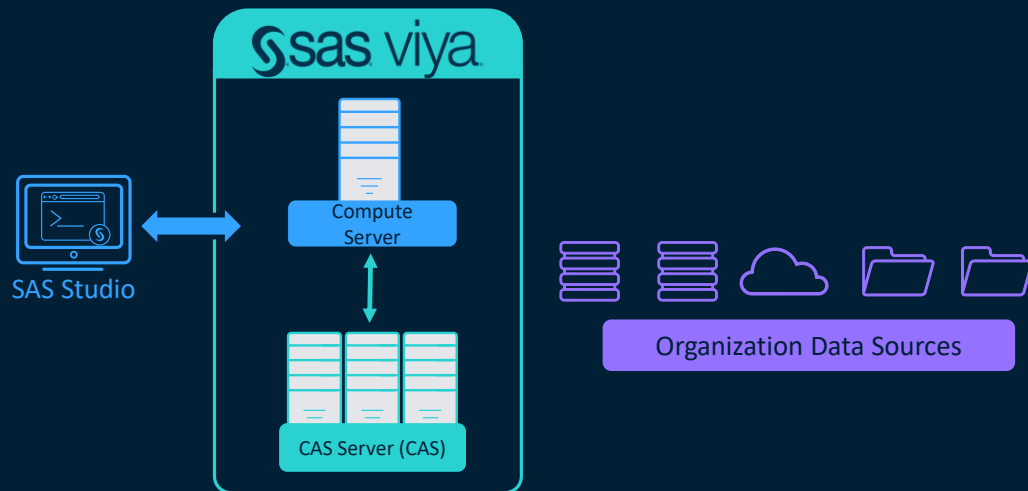 sas viya
Compute
Server
SAS Studio
Organization Data Sources
CAS Server (CAS)